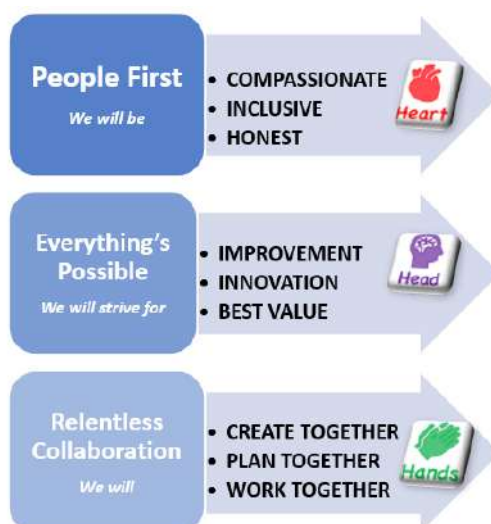 People First
We will be
• COMPASSIONATE
• INCLUSIVE
• HONEST
Heart
Everything's
Possible
We will strive for
• IMPROVEMENT
• INNOVATION
• BEST VALUE
Head
Relentless
Collaboration
We will
• CREATE TOGETHER
• PLAN TOGETHER
• WORK TOGETHER
Hands